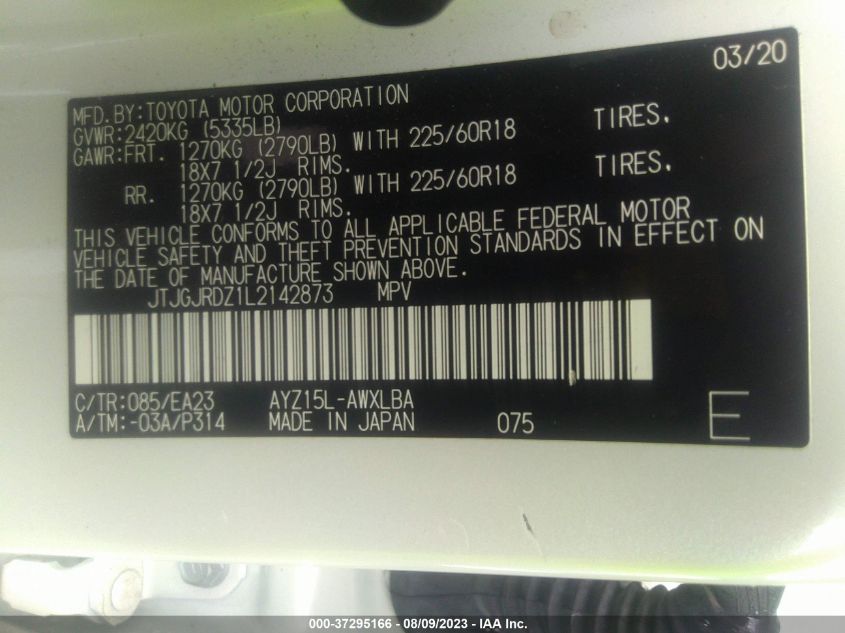 03/20
MFD.BY:TOYOTA MOTOR CORPORATION
GVWR:2420KG (5335LB)
GAWR:FRT. 1270KG (2790LB) WITH 225/60R18 TIRES.
18X7 1/2J RIMS.
RR. 1270KG (2790LB) WITH 225/60R18 TIRES.
18X7 1/2J RIMS.
THIS VEHICLE CONFORMS TO ALL APPLICABLE FEDERAL MOTOR
VEHICLE SAFETY AND THEFT PREVENTION STANDARDS IN EFFECT ON
THE DATE OF MANUFACTURE SHOWN ABOVE.
JTJGJRDZ1L2142873 MPV
C/TR:085/EA23 AYZ15L-AWXLBA
A/TM:-03A/P314 MADE IN JAPAN 075 E
000-37295166 - 08/09/2023 - IAA Inc.